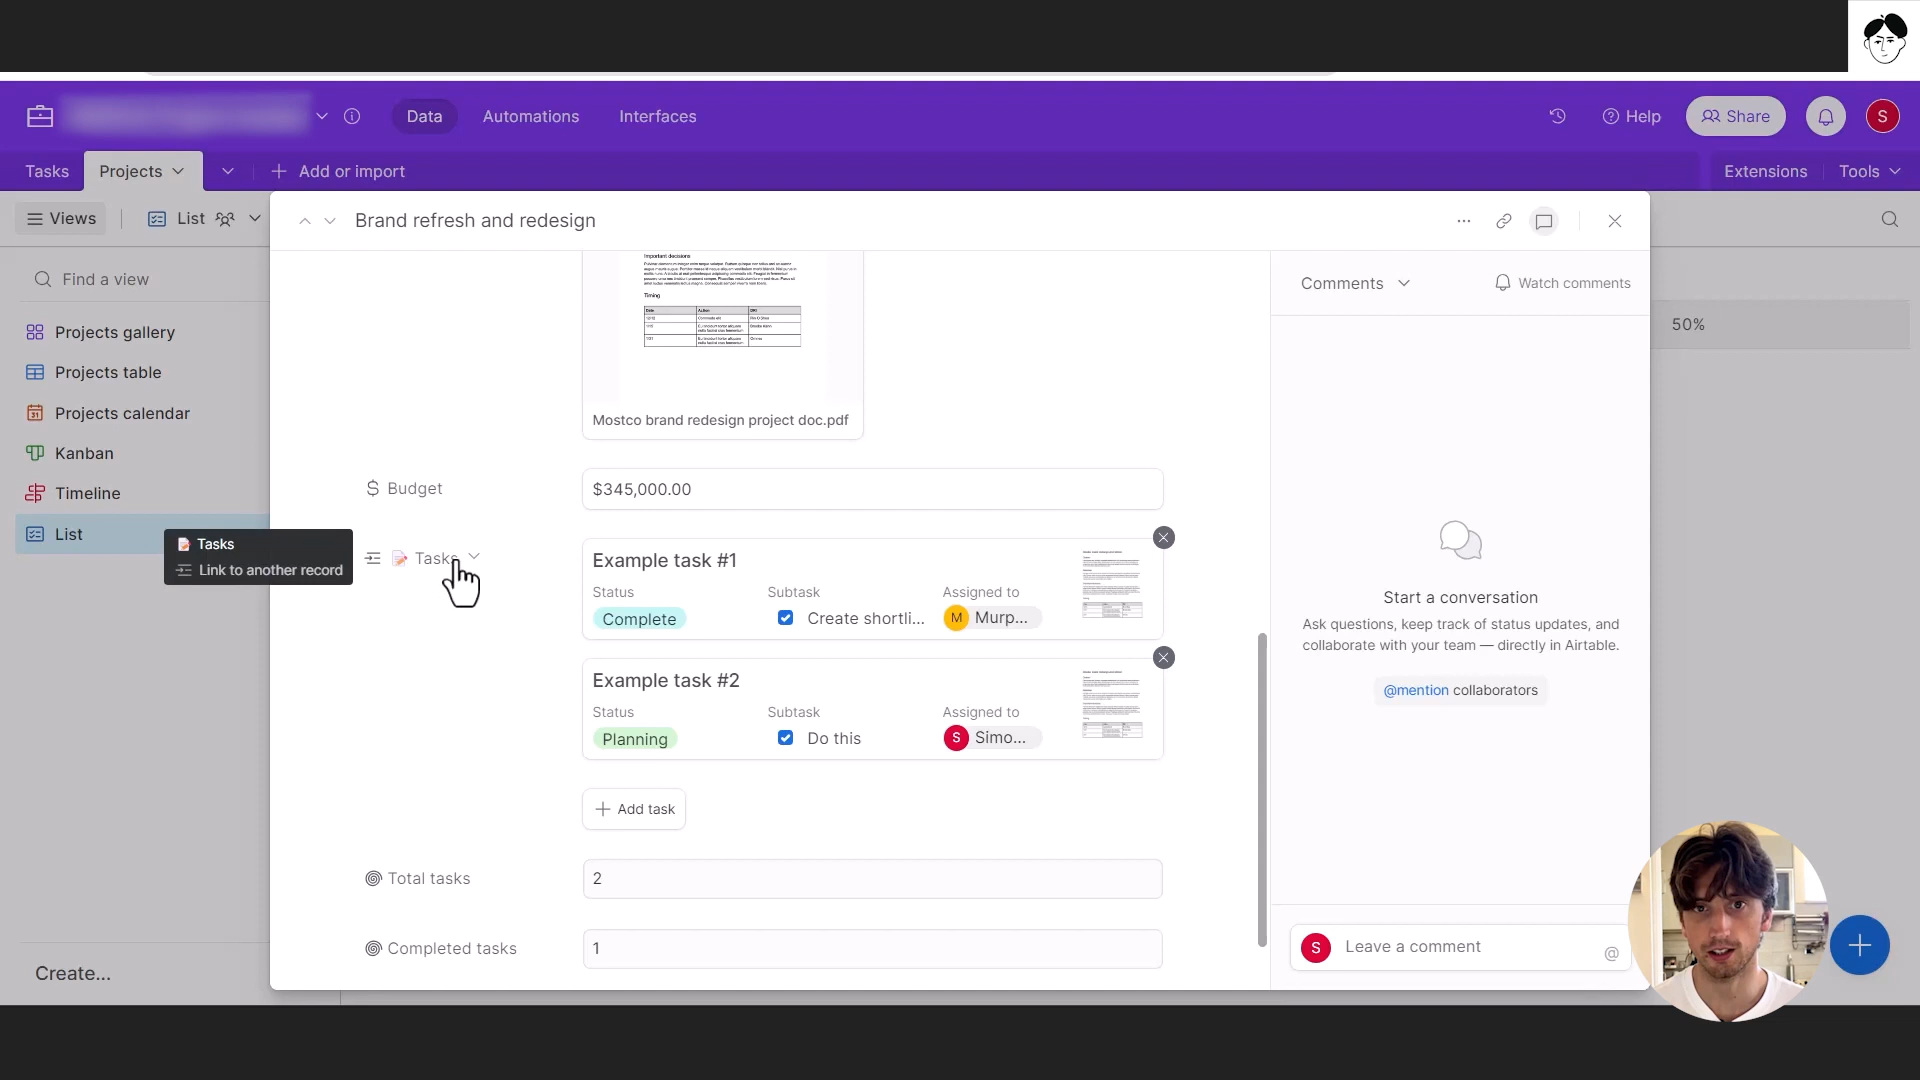 Data
Automations
Interfaces
Help
Share
S
Tasks
Projects
Add or import
Extensions
Tools
Views
List
Brand refresh and redesign
Find a view
Projects gallery
Projects table
31
Projects calendar
Kanban
Timeline
List
Create...
Tasks
Link to another record
Important decisions
Timing
Mostco brand redesign project doc.pdf
$ Budget
$345,000.00
Tasks
Example task #1
Status
Subtask
Assigned to
Complete
Create shortli...
M
Murp...
Example task #2
Status
Subtask
Assigned to
Planning
Do this
S
Simo...
Add task
Total tasks
2
Completed tasks
1
Comments
Watch comments
50%
Start a conversation
Ask questions, keep track of status updates, and
collaborate with your team — directly in Airtable.
@mention collaborators
S
Leave a comment
@